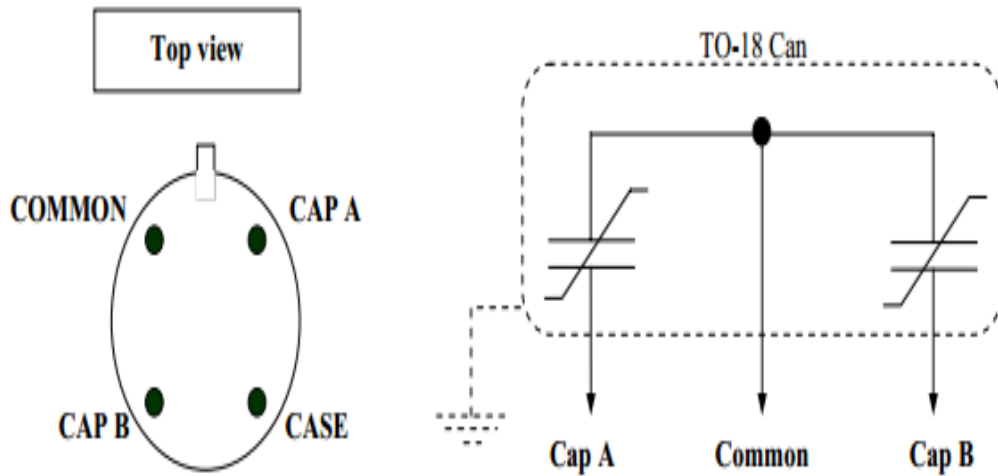 Top view
COMMON
CAP A
CAP B
CASE
TO-18 Can
Cap A
Common
Cap B